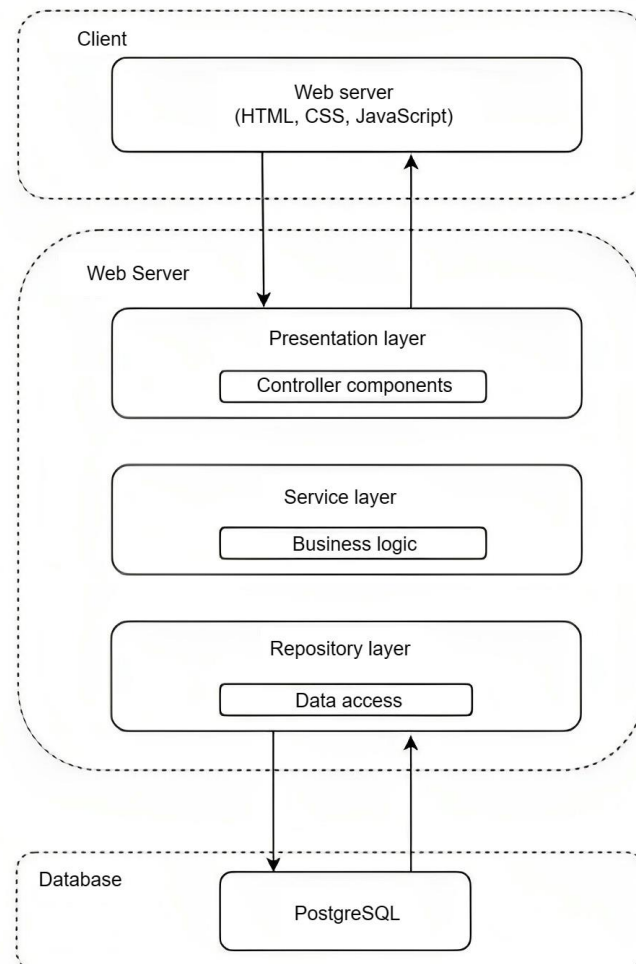 Client
Web server
(HTML, CSS, JavaScript)
Web Server
Presentation layer
Controller components
Service layer
Business logic
Repository layer
Data access
Database
PostgreSQL